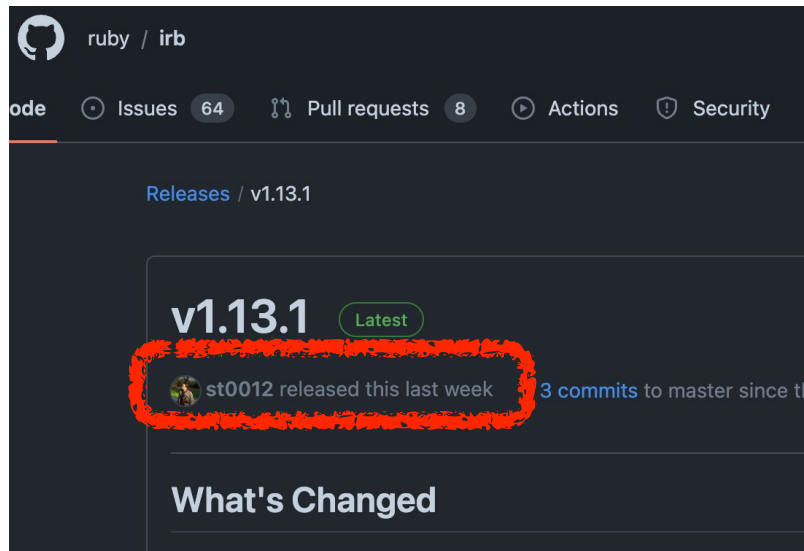 ruby / irb
ode Issues 64 Pull requests 8 Actions Security
Releases / v1.13.1
v1.13.1 Latest
st0012 released this last week 3 commits to master since t
What's Changed